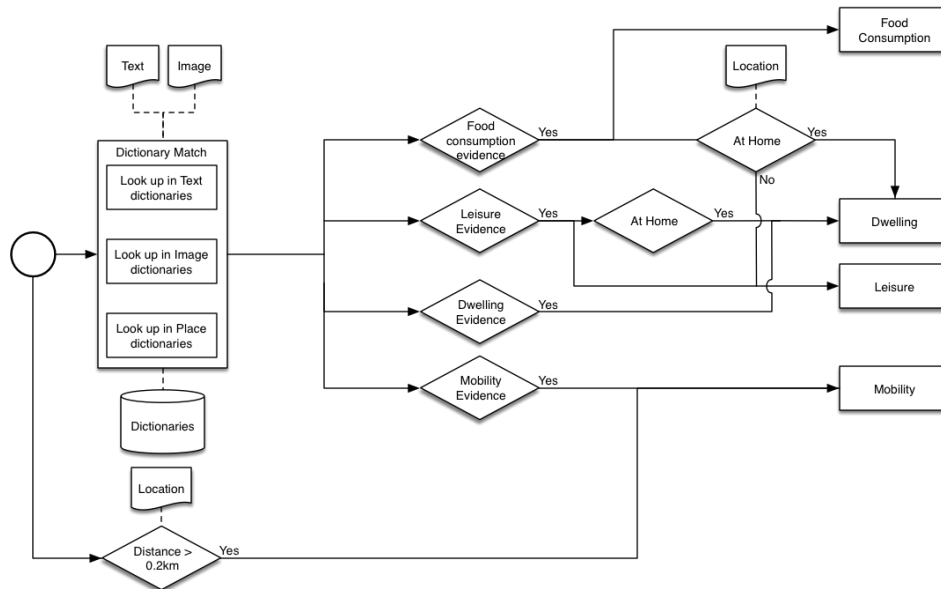 Food
Consumption
Text
Image
Location
Dictionary Match
Look up in Text
dictionaries
Food
consumption
evidence
Yes
At Home
Yes
No
Leisure
Evidence
Yes
At Home
Yes
Dwelling
Look up in Image
dictionaries
Leisure
Dwelling
Evidence
Yes
Look up in Place
dictionaries
Mobility
Evidence
Yes
Mobility
Dictionaries
Location
Distance >
0.2km
Yes